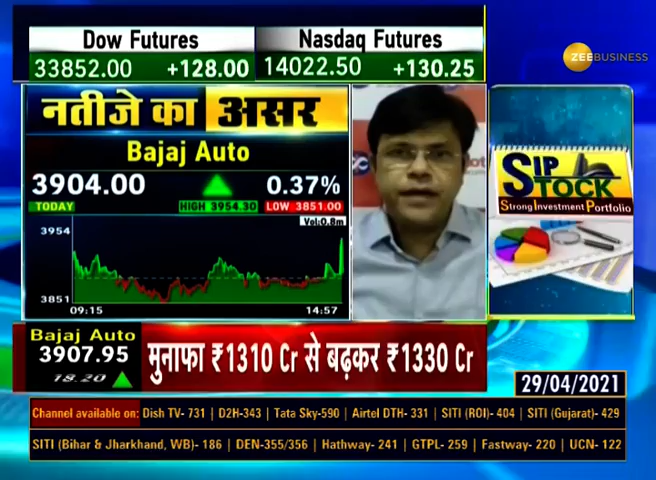 Dow Futures
33852.00 +128.00
Nasdaq Futures
14022.50 +130.25
ZEE BUSINESS
नतीजे का असर
Bajaj Auto
3904.00 0.37%
TODAY HIGH 3954.30 LOW 3851.00
Vol:0.8m
3954
3851
09:15 14:57
SIP
STOCK
Strong Investment Portfolio
Bajaj Auto
3907.95
18.20
मुनाफा ₹1310 Cr से बढ़कर ₹1330 Cr
29/04/2021
Channel available on: Dish TV- 731 | D2H-343 | Tata Sky-590 | Airtel DTH- 331 | SITI (ROI)- 404 | SITI (Gujarat)- 429
SITI (Bihar & Jharkhand, WB)- 186 | DEN-355/356 | Hathway- 241 | GTPL- 259 | Fastway- 220 | UCN- 122